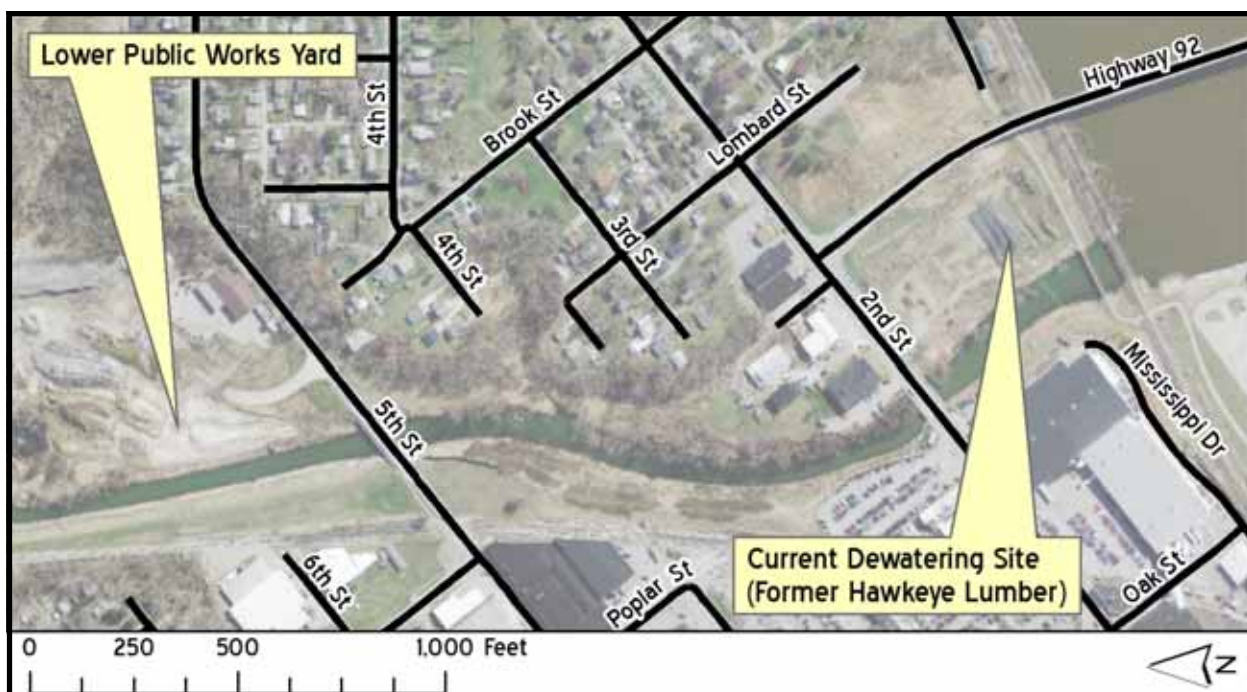 Lower Public Works Yard
4th St
Brook St
Lombard St
Highway 92
4th St
3rd St
2nd St
Mississippi Dr
5th St
6th St
Poplar St
Current Dewatering Site
(Former Hawkeye Lumber)
Oak St
0 250 500 1,000 Feet
N